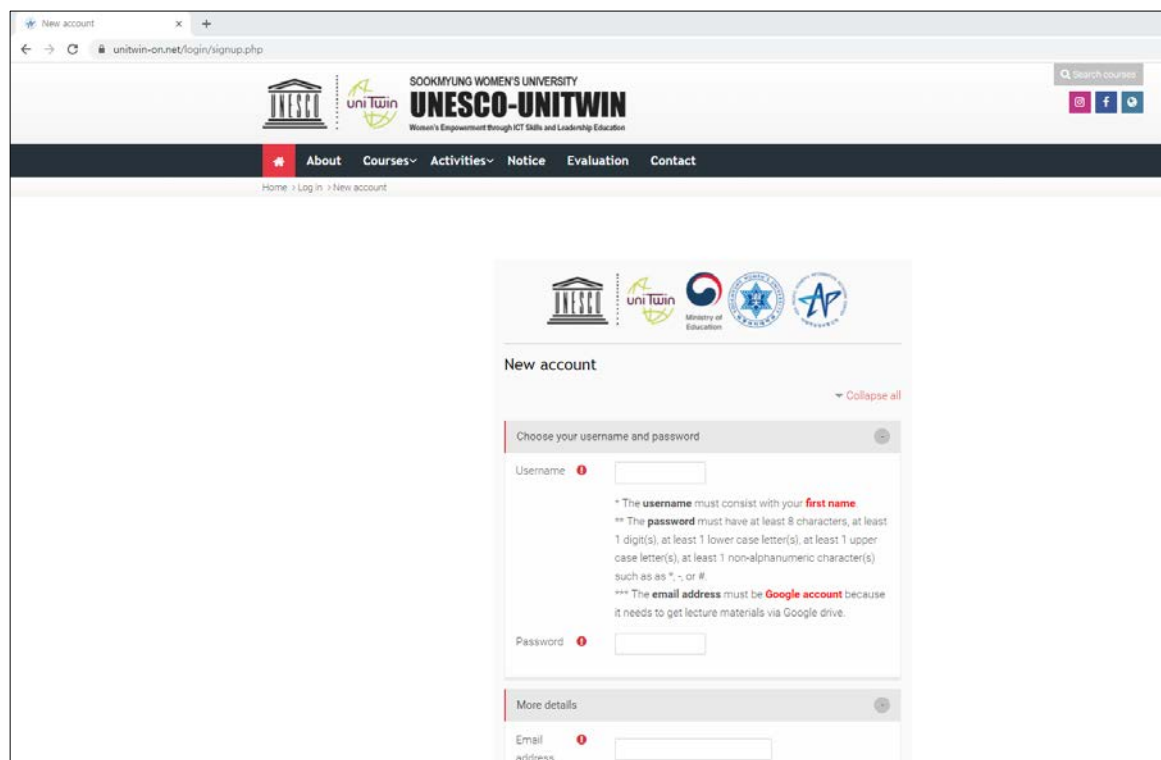 New account
unitwin-on.net/login/signup.php
UNESCO
uniTwin
SOOKMYUNG WOMEN'S UNIVERSITY
UNESCO-UNITWIN
Women's Empowerment through ICT Skills and Leadership Education
Search courses
About Courses Activities Notice Evaluation Contact
Home > Log in > New account
UNESCO
uniTwin
Ministry of
Education
New account
Collapse all
Choose your username and password
Username
* The username must consist with your first name.
** The password must have at least 8 characters, at least
1 digit(s), at least 1 lower case letter(s), at least 1 upper
case letter(s), at least 1 non-alphanumeric character(s)
such as as *, -, or #.
*** The email address must be Google account because
it needs to get lecture materials via Google drive.
Password
More details
Email
address